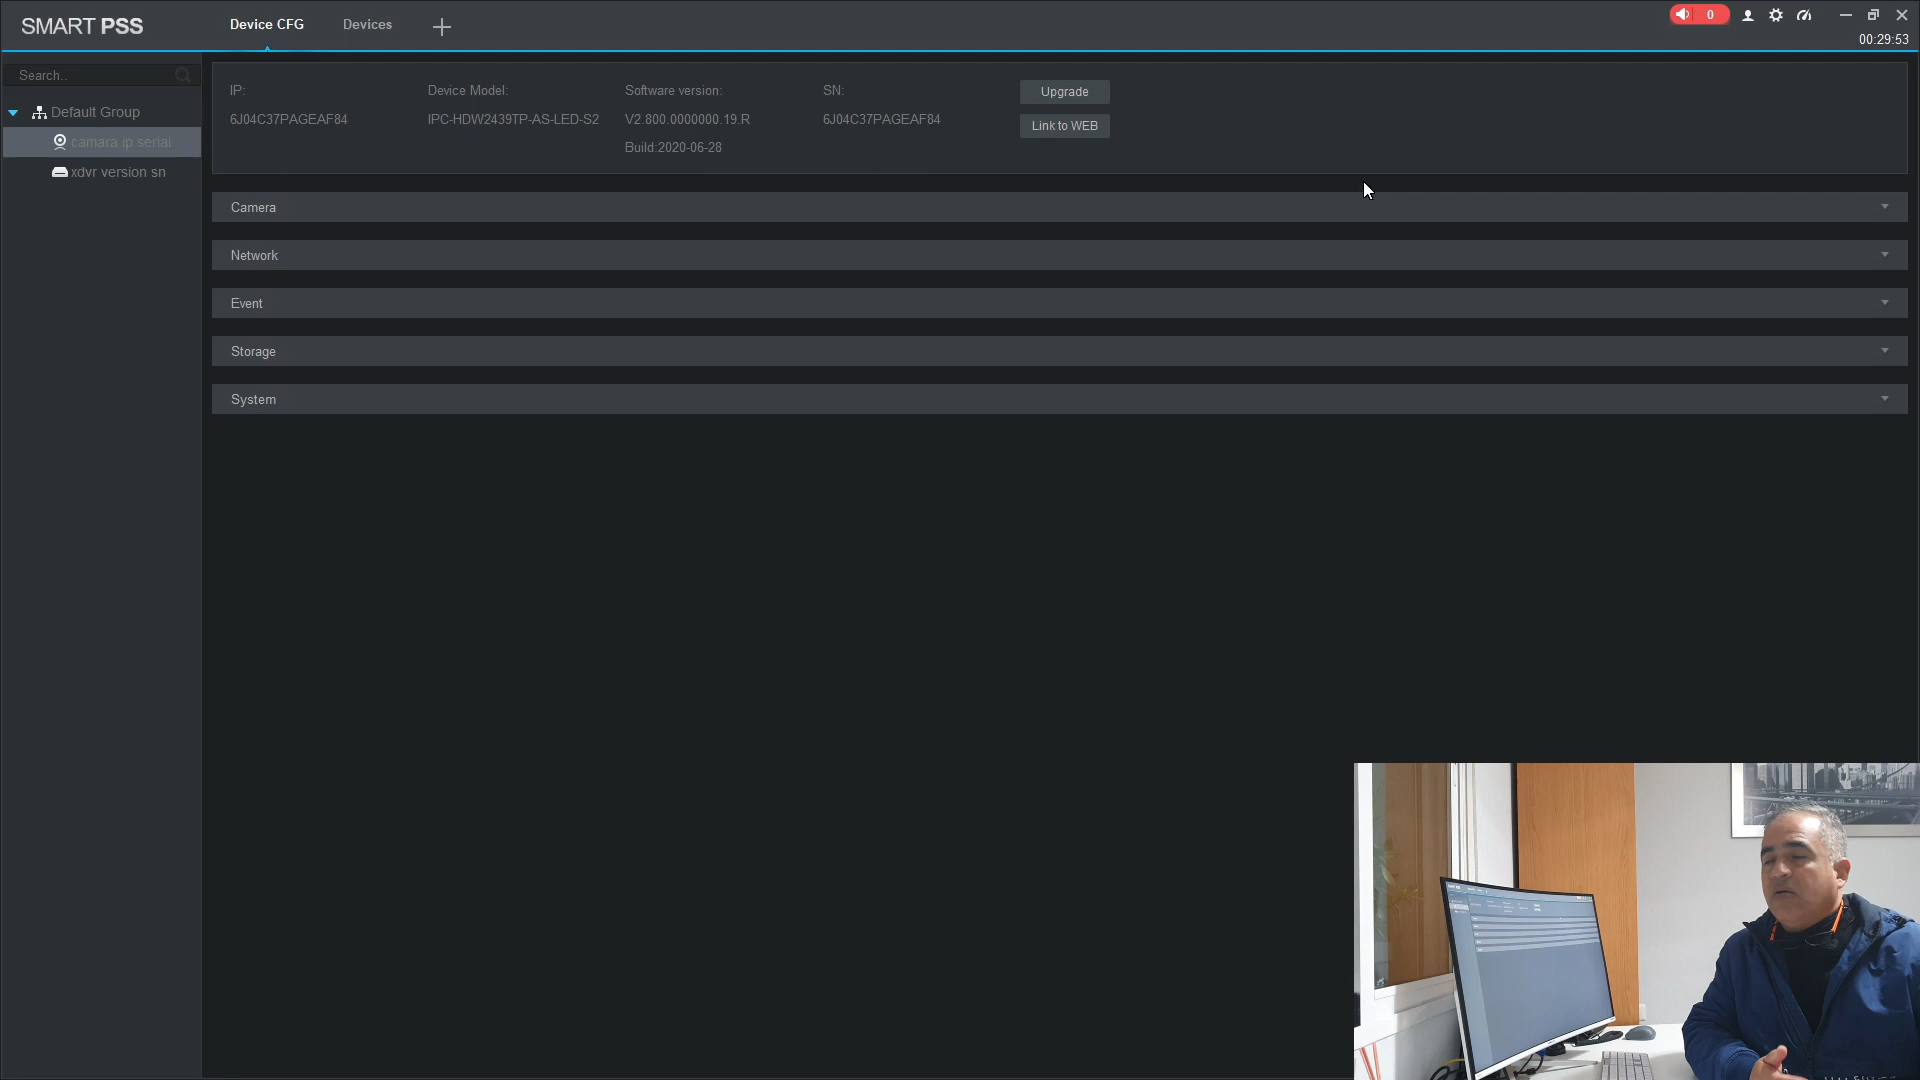 SMART PSS
Device CFG
Devices
0
00:29:53
Search..
Default Group
camara ip serial
xdvr version sn
IP:
6J04C37PAGEAF84
Device Model:
IPC-HDW2439TP-AS-LED-S2
Software version:
V2.800.0000000.19.R
Build:2020-06-28
SN:
6J04C37PAGEAF84
Upgrade
Link to WEB
Camera
Network
Event
Storage
System